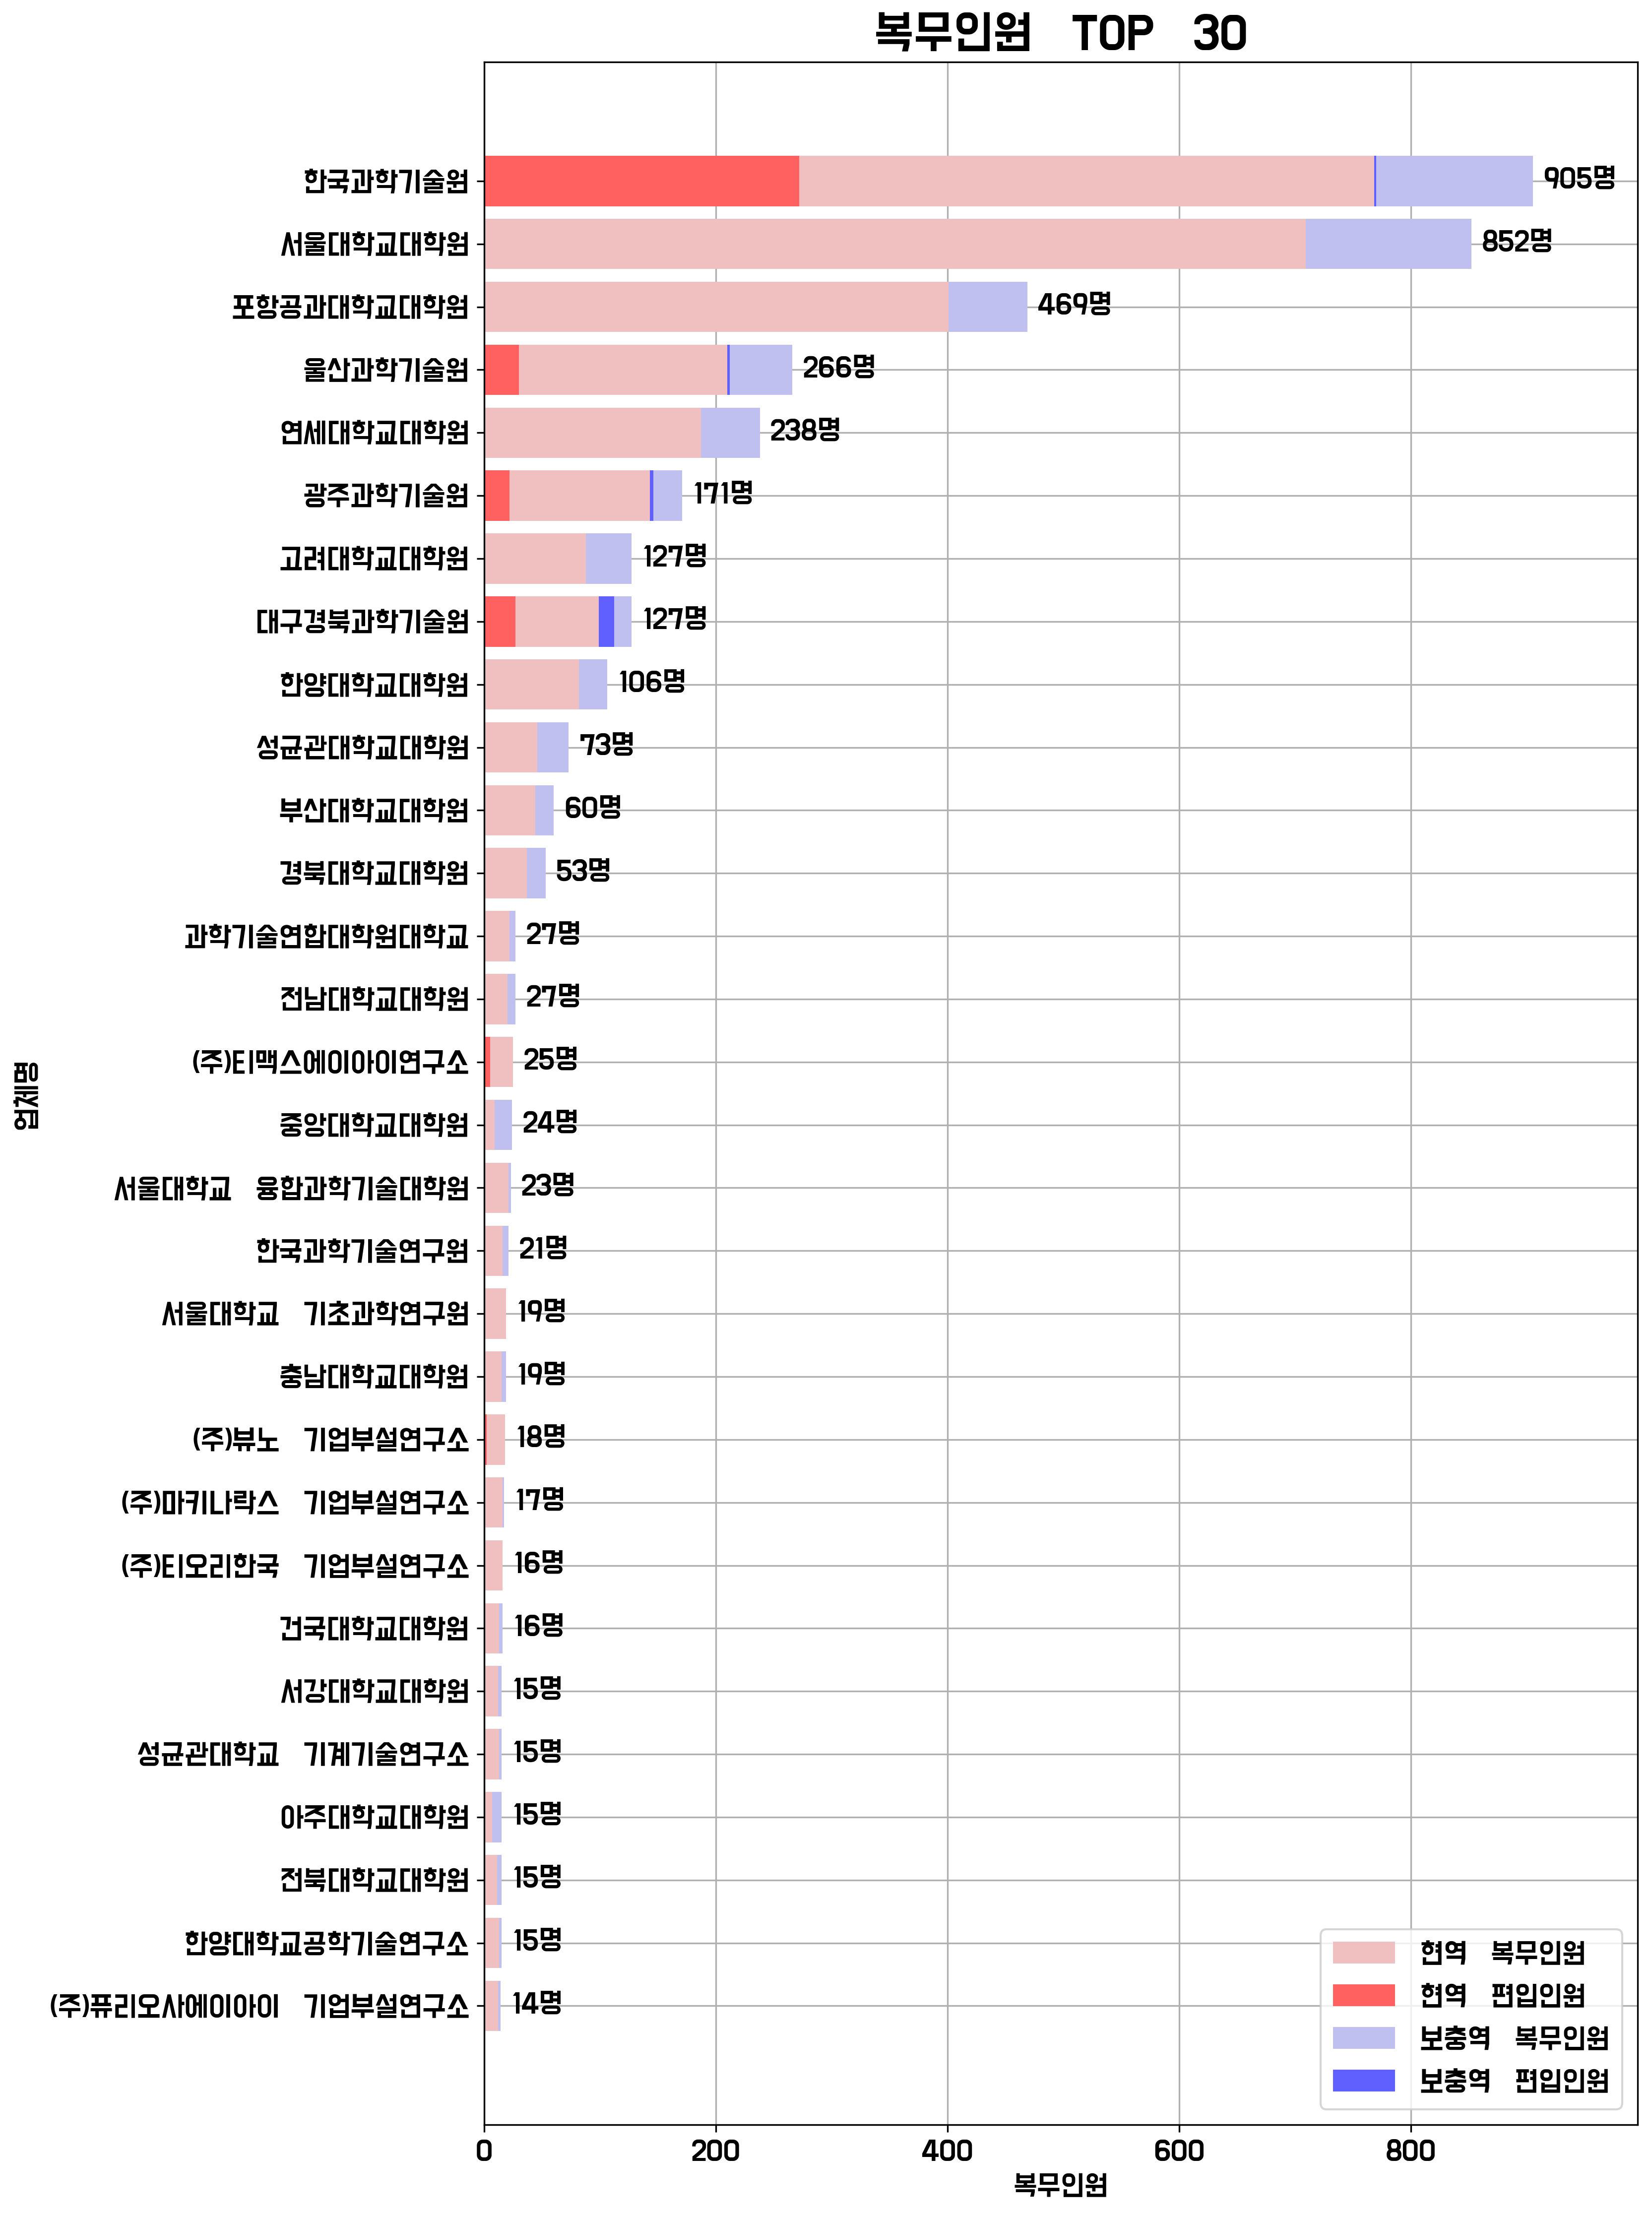 복무인원 TOP 30
한국과학기술원 905명
서울대학교대학원 852명
포항공과대학교대학원 469명
울산과학기술원 266명
연세대학교대학원 238명
광주과학기술원 171명
고려대학교대학원 127명
대구경북과학기술원 127명
한양대학교대학원 106명
성균관대학교대학원 73명
부산대학교대학원 60명
경북대학교대학원 53명
과학기술연합대학원대학교 27명
전남대학교대학원 27명
(주)티맥스에이아이연구소 25명
중앙대학교대학원 24명
서울대학교 융합과학기술대학원 23명
한국과학기술연구원 21명
서울대학교 기초과학연구원 19명
충남대학교대학원 19명
(주)뷰노 기업부설연구소 18명
(주)마키나락스 기업부설연구소 17명
(주)티오리한국 기업부설연구소 16명
건국대학교대학원 16명
서강대학교대학원 15명
성균관대학교 기계기술연구소 15명
아주대학교대학원 15명
전북대학교대학원 15명
한양대학교공학기술연구소 15명
(주)퓨리오사에이아이 기업부설연구소 14명
업체명
현역 복무인원
현역 편입인원
보충역 복무인원
보충역 편입인원
0 200 400 600 800
복무인원